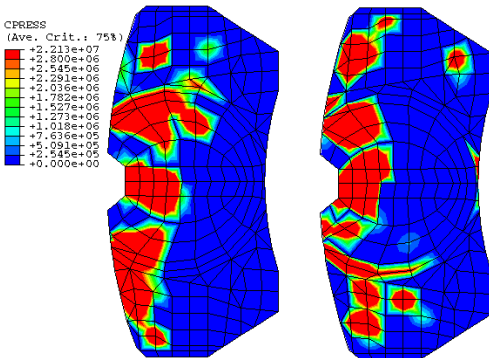 CPRESS
(Ave. Crit.: 75%)
+2.213e+07
+2.800e+06
+2.545e+06
+2.291e+06
+2.036e+06
+1.782e+06
+1.527e+06
+1.273e+06
+1.018e+06
+7.636e+05
+5.091e+05
+2.545e+05
+0.000e+00